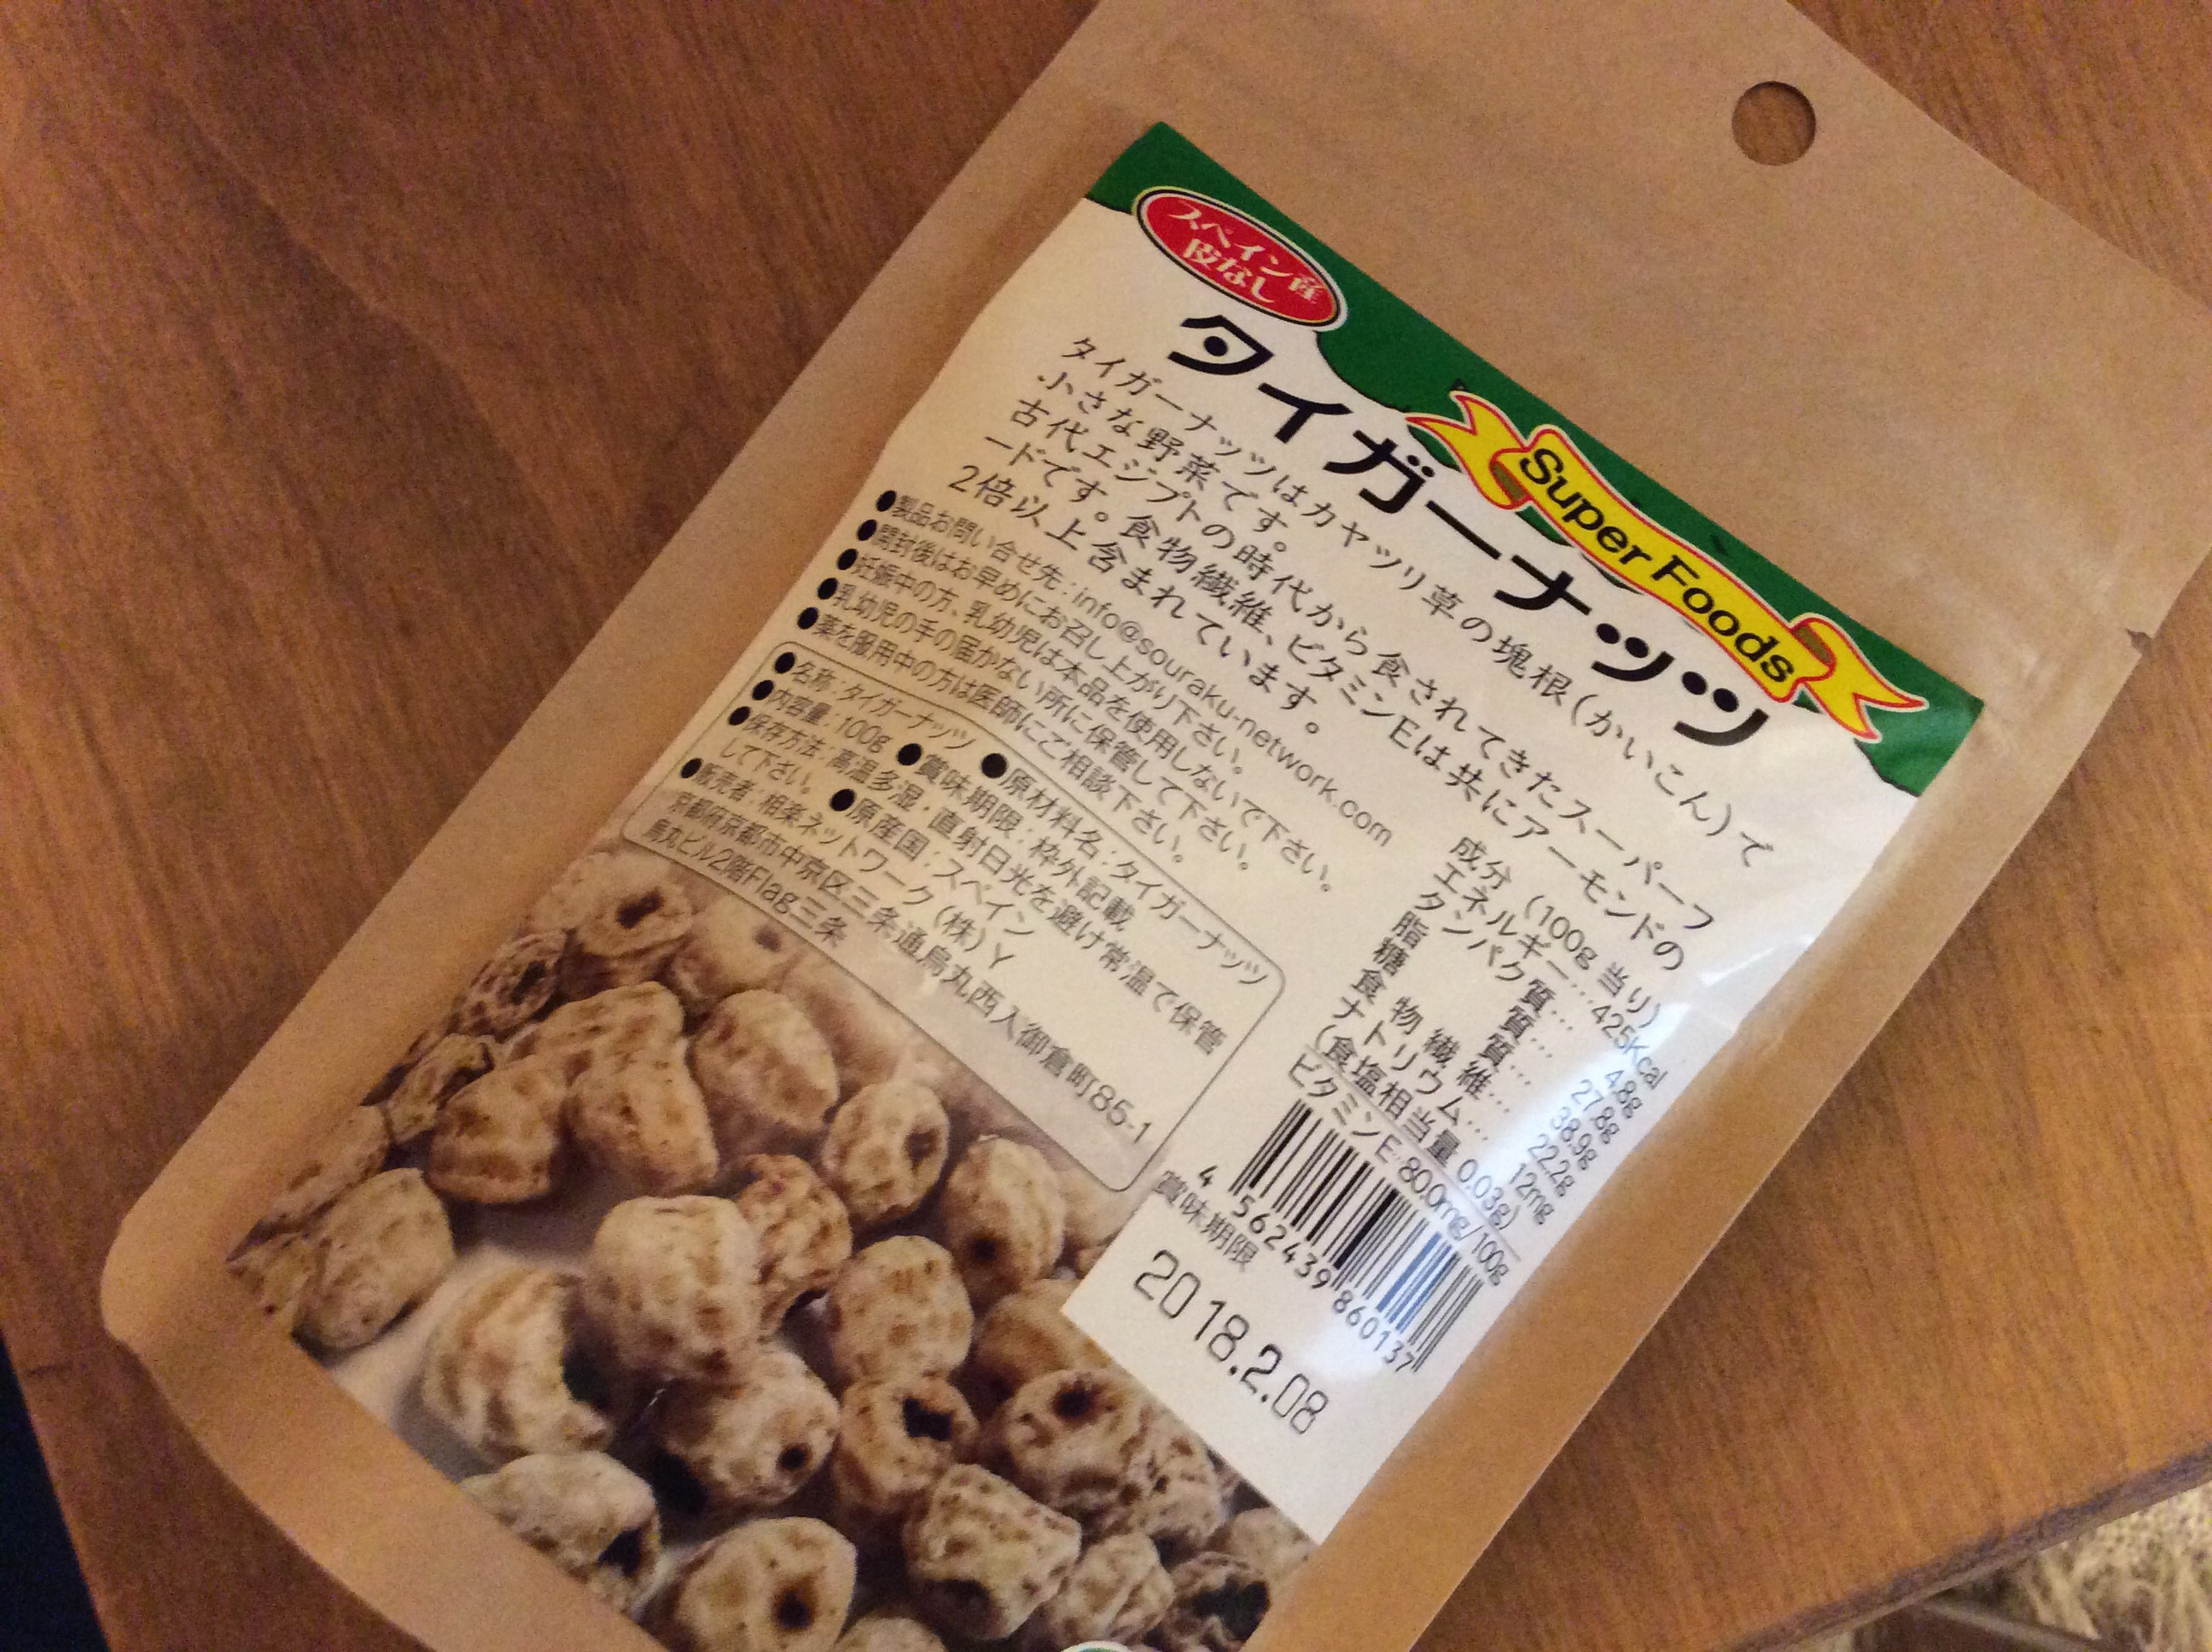 スペイン産
皮なし
Super Foods
タイガーナッツ
タイガーナッツはカヤツリ草の塊根(かいこん)で
小さな野菜です。
古代エジプトの時代から食されてきたスーパーフ
ードです。食物繊維、ビタミンEは共にアーモンドの
2倍以上含まれています。
●製品お問い合せ先:info@souraku-network.com
●開封後はお早めにお召し上がり下さい。
●妊娠中の方、乳幼児は本品を使用しないで下さい。
●乳幼児の手の届かない所に保管して下さい。
●薬を服用中の方は医師にご相談下さい。
●名称:タイガーナッツ ●原材料名:タイガーナッツ
●内容量:100g ●賞味期限:枠外記載
●保存方法:高温多湿・直射日光を避け常温で保管
して下さい。 ●原産国:スペイン
●販売者:相楽ネットワーク(株)Y
京都府京都市中京区三条通烏丸西入御倉町85-1
烏丸ビル2階Flag三条
成分(100g当り)
エネルギー…425Kcal
タンパク質… 4.8g
脂質… 27.8g
糖質… 38.9g
食物繊維… 22.2g
ナトリウム… 12mg
(食塩相当量 0.03g)
ビタミンE 800mg/100g
4 562439 860137
賞味期限
2018.2.08